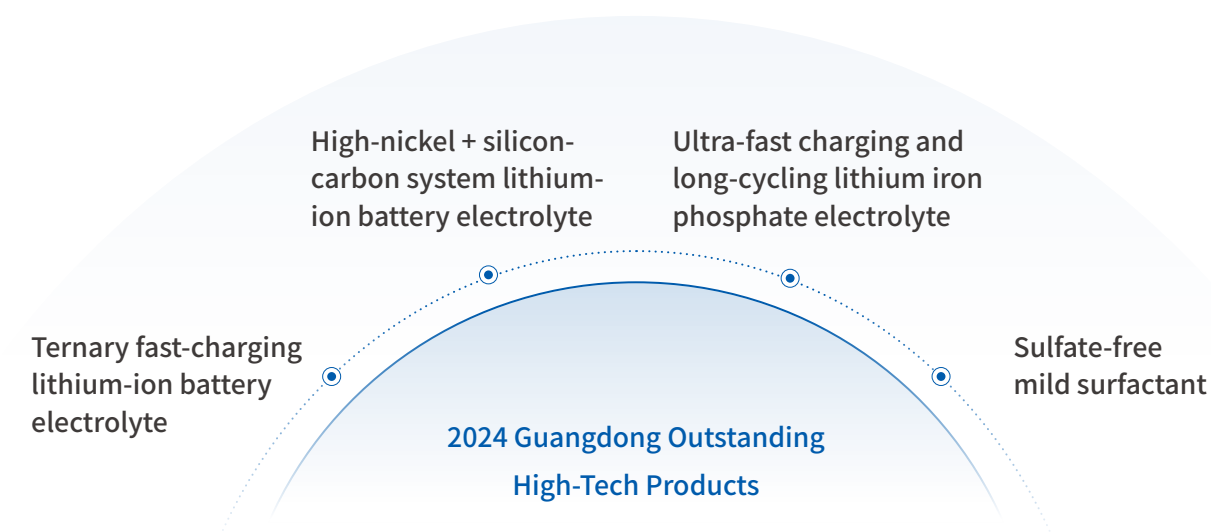 High-nickel + silicon-
carbon system lithium-
ion battery electrolyte
Ultra-fast charging and
long-cycling lithium iron
phosphate electrolyte
Ternary fast-charging
lithium-ion battery
electrolyte
Sulfate-free
mild surfactant
2024 Guangdong Outstanding
High-Tech Products